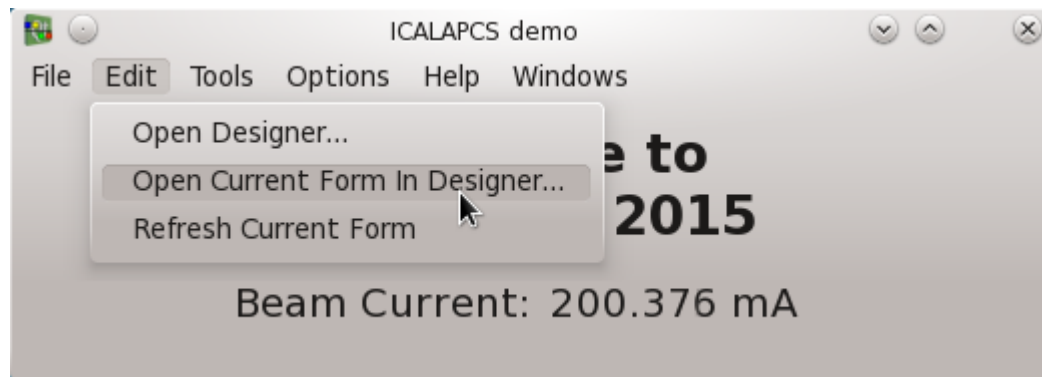 ICALAPCS demo
File Edit Tools Options Help Windows
Open Designer...
e to
Open Current Form In Designer...
2015
Refresh Current Form
Beam Current: 200.376 mA